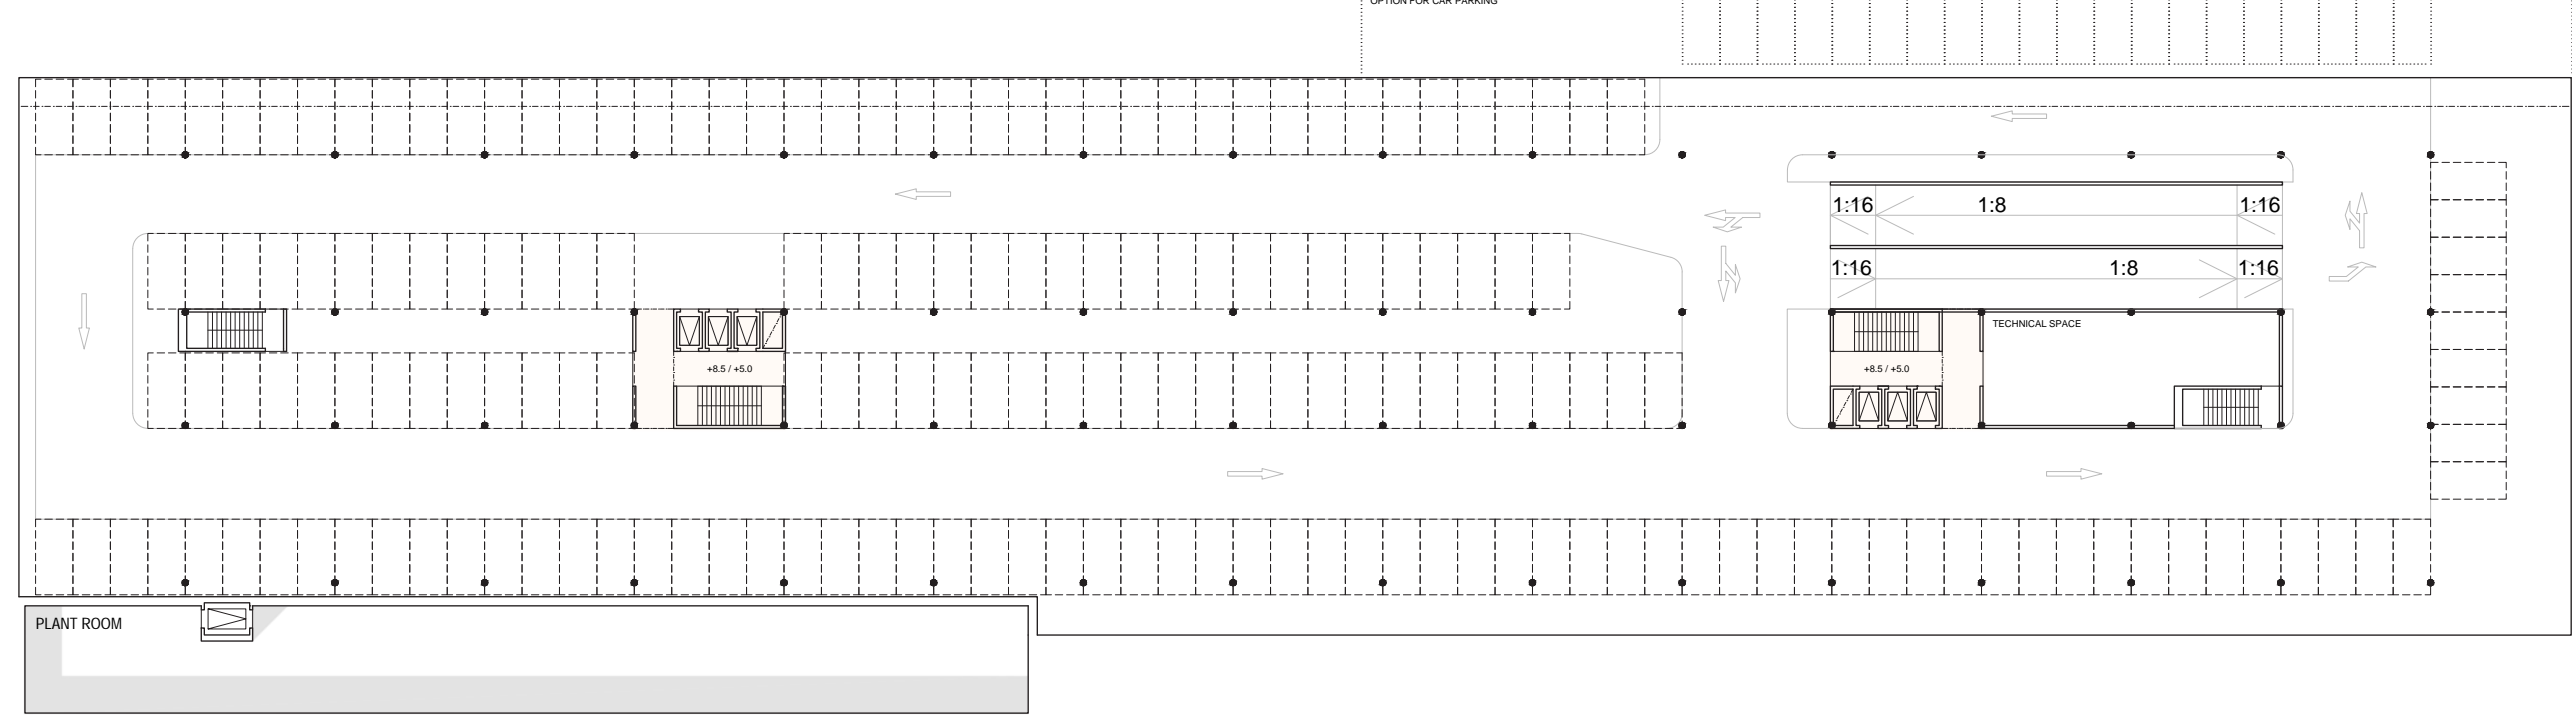 OPTION FOR CAR PARKING
1:16 1:8 1:16
1:16 1:8 1:16
TECHNICAL SPACE
+8.5 / +5.0
+8.5 / +5.0
PLANT ROOM